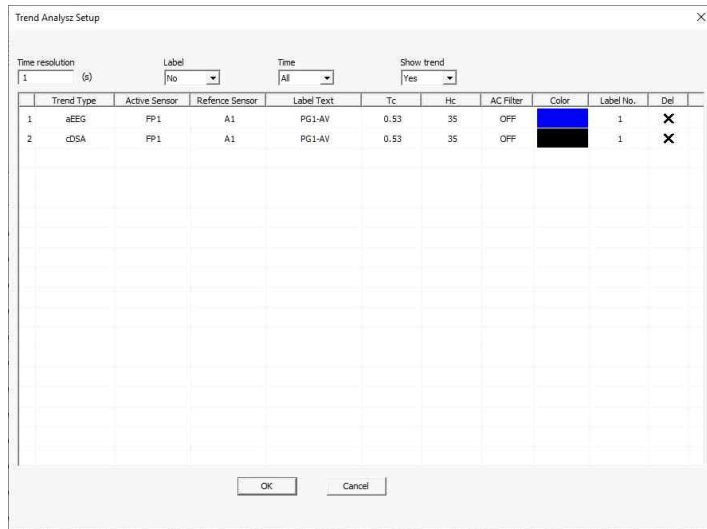 Trend Analysz Setup
Time resolution Label Time Show trend
1 (s) No All Yes
Trend Type Active Sensor Refence Sensor Label Text Tc Hc AC Filter Color Label No. Del
1 aEEG FP1 A1 PG1-AV 0.53 35 OFF 1
2 cDSA FP1 A1 PG1-AV 0.53 35 OFF 1
OK Cancel